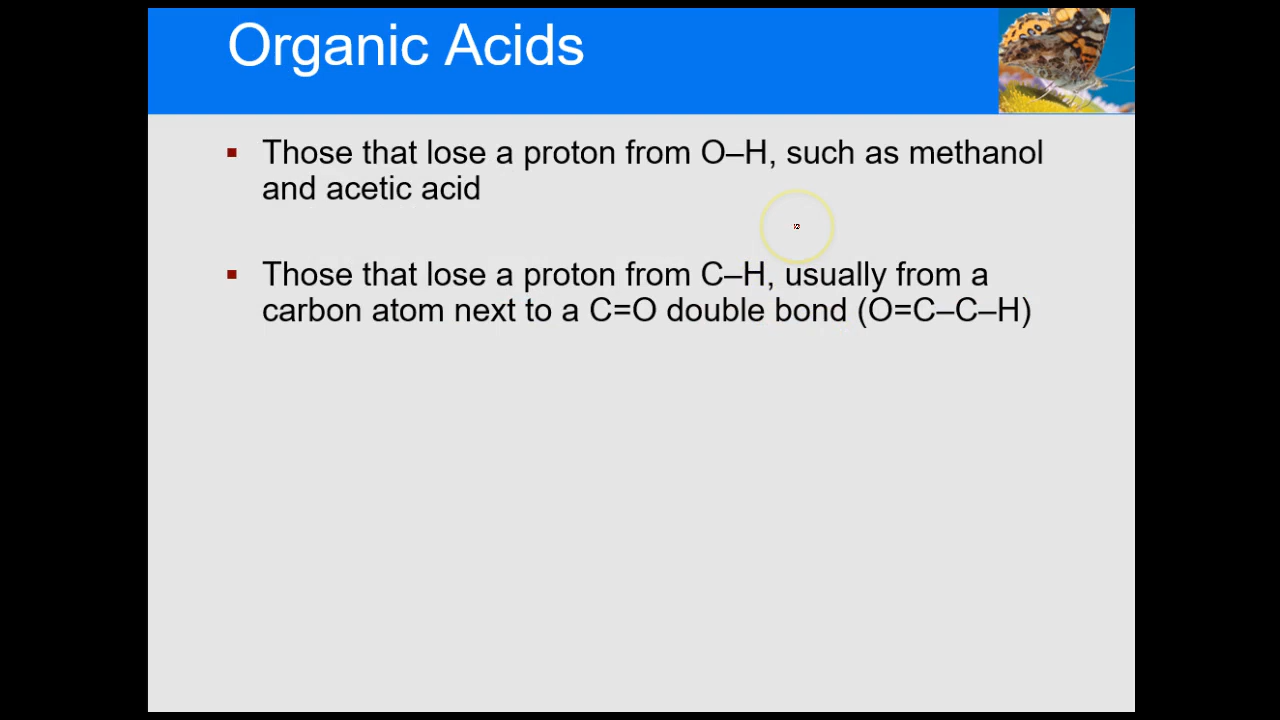 Organic Acids
Those that lose a proton from O–H, such as methanol
and acetic acid
Those that lose a proton from C–H, usually from a
carbon atom next to a C=O double bond (O=C–C–H)